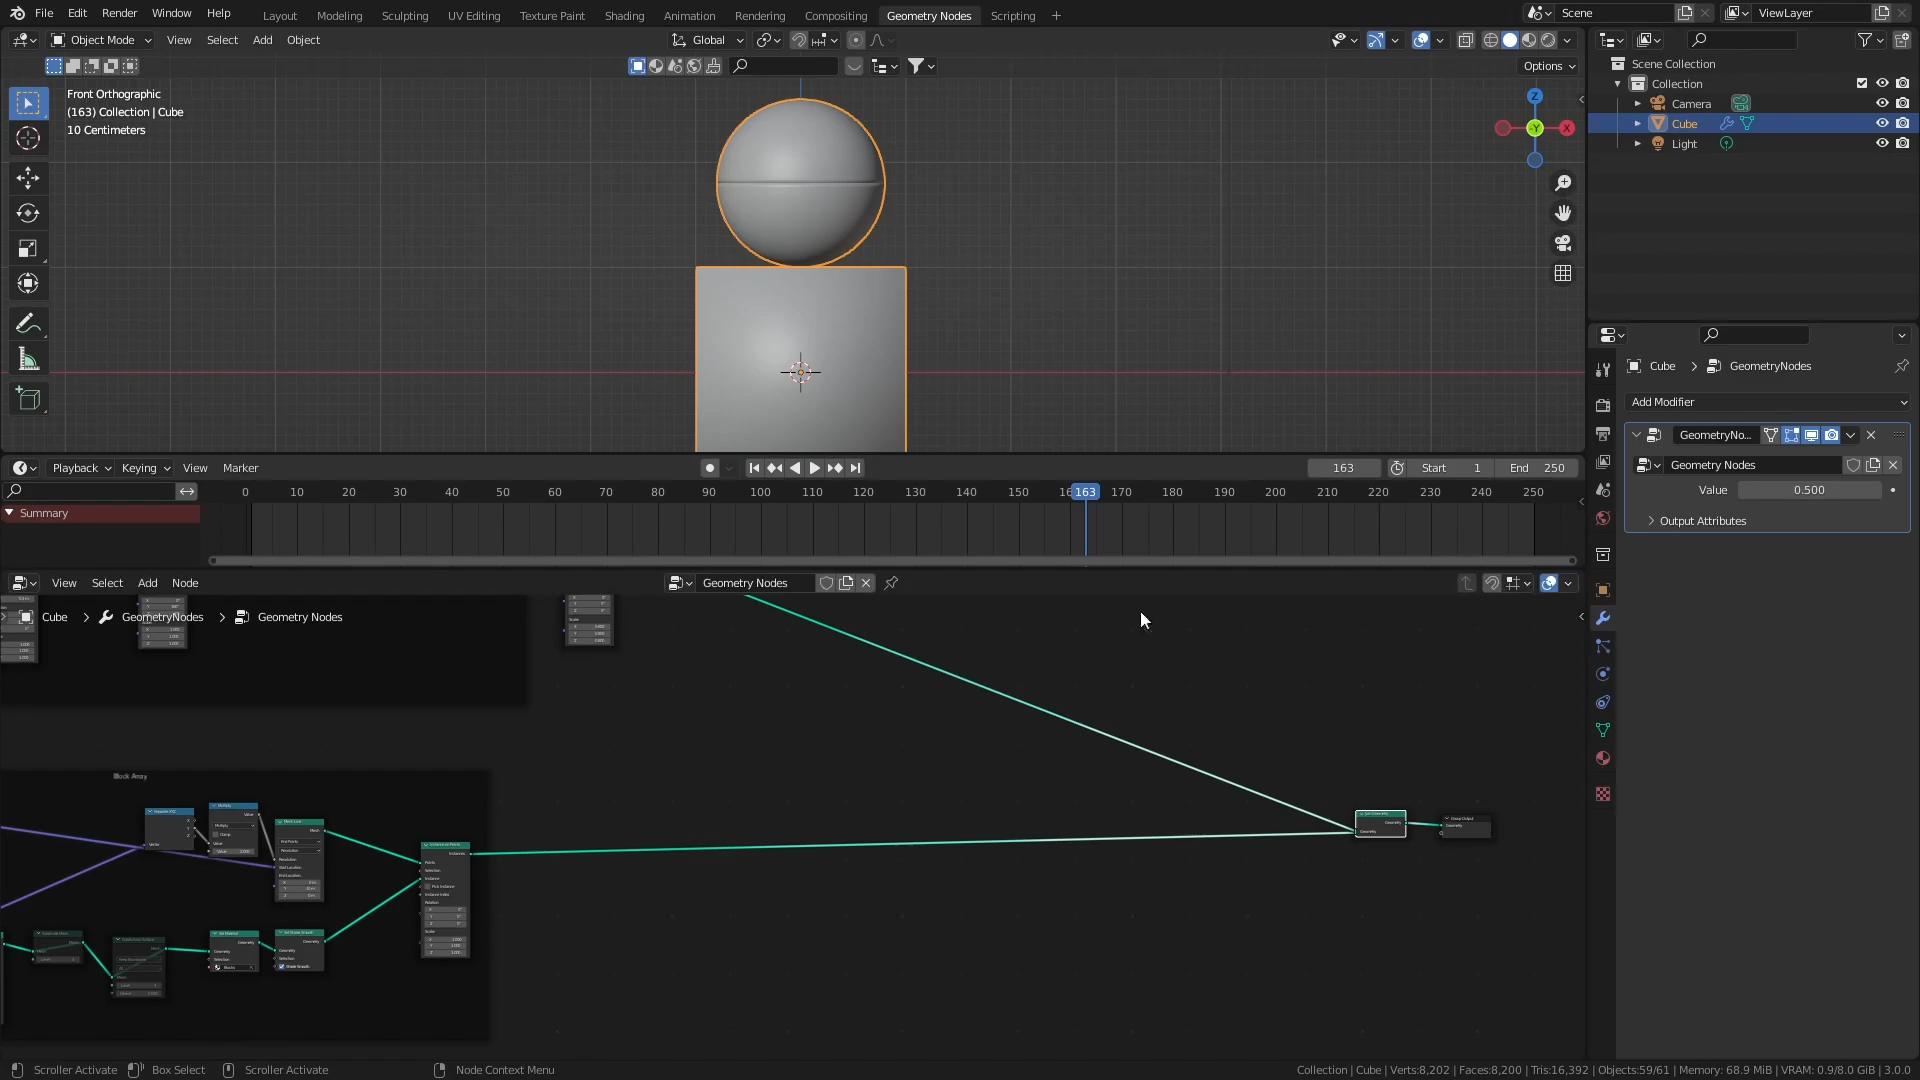 File Edit Render Window Help
Layout Modeling Sculpting UV Editing Texture Paint Shading Animation Rendering Compositing Geometry Nodes Scripting +
Scene
ViewLayer
Object Mode View Select Add Object
Global
Options
Front Orthographic
(163) Collection | Cube
10 Centimeters
Z
-Y
X
Scene Collection
Collection
Camera
Cube
Light
Cube > GeometryNodes
Add Modifier
GeometryNo...
Geometry Nodes
Value 0.500
Output Attributes
Playback Keying View Marker
163
Start 1
End 250
0 10 20 30 40 50 60 70 80 90 100 110 120 130 140 150 16 163 170 180 190 200 210 220 230 240 250
Summary
View Select Add Node
Geometry Nodes
Cube > GeometryNodes > Geometry Nodes
Block Array
Scroller Activate
Box Select
Scroller Activate
Node Context Menu
Collection | Cube | Verts:8,202 | Faces:8,200 | Tris:16,392 | Objects:59/61 | Memory: 68.9 MiB | VRAM: 0.9/8.0 GiB | 3.0.0